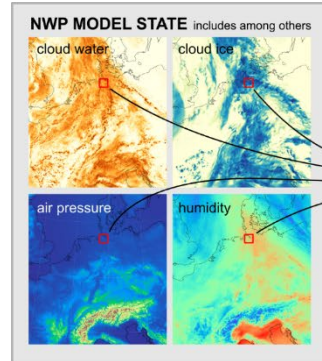 NWP MODEL STATE includes among others
cloud water
cloud ice
air pressure
humidity